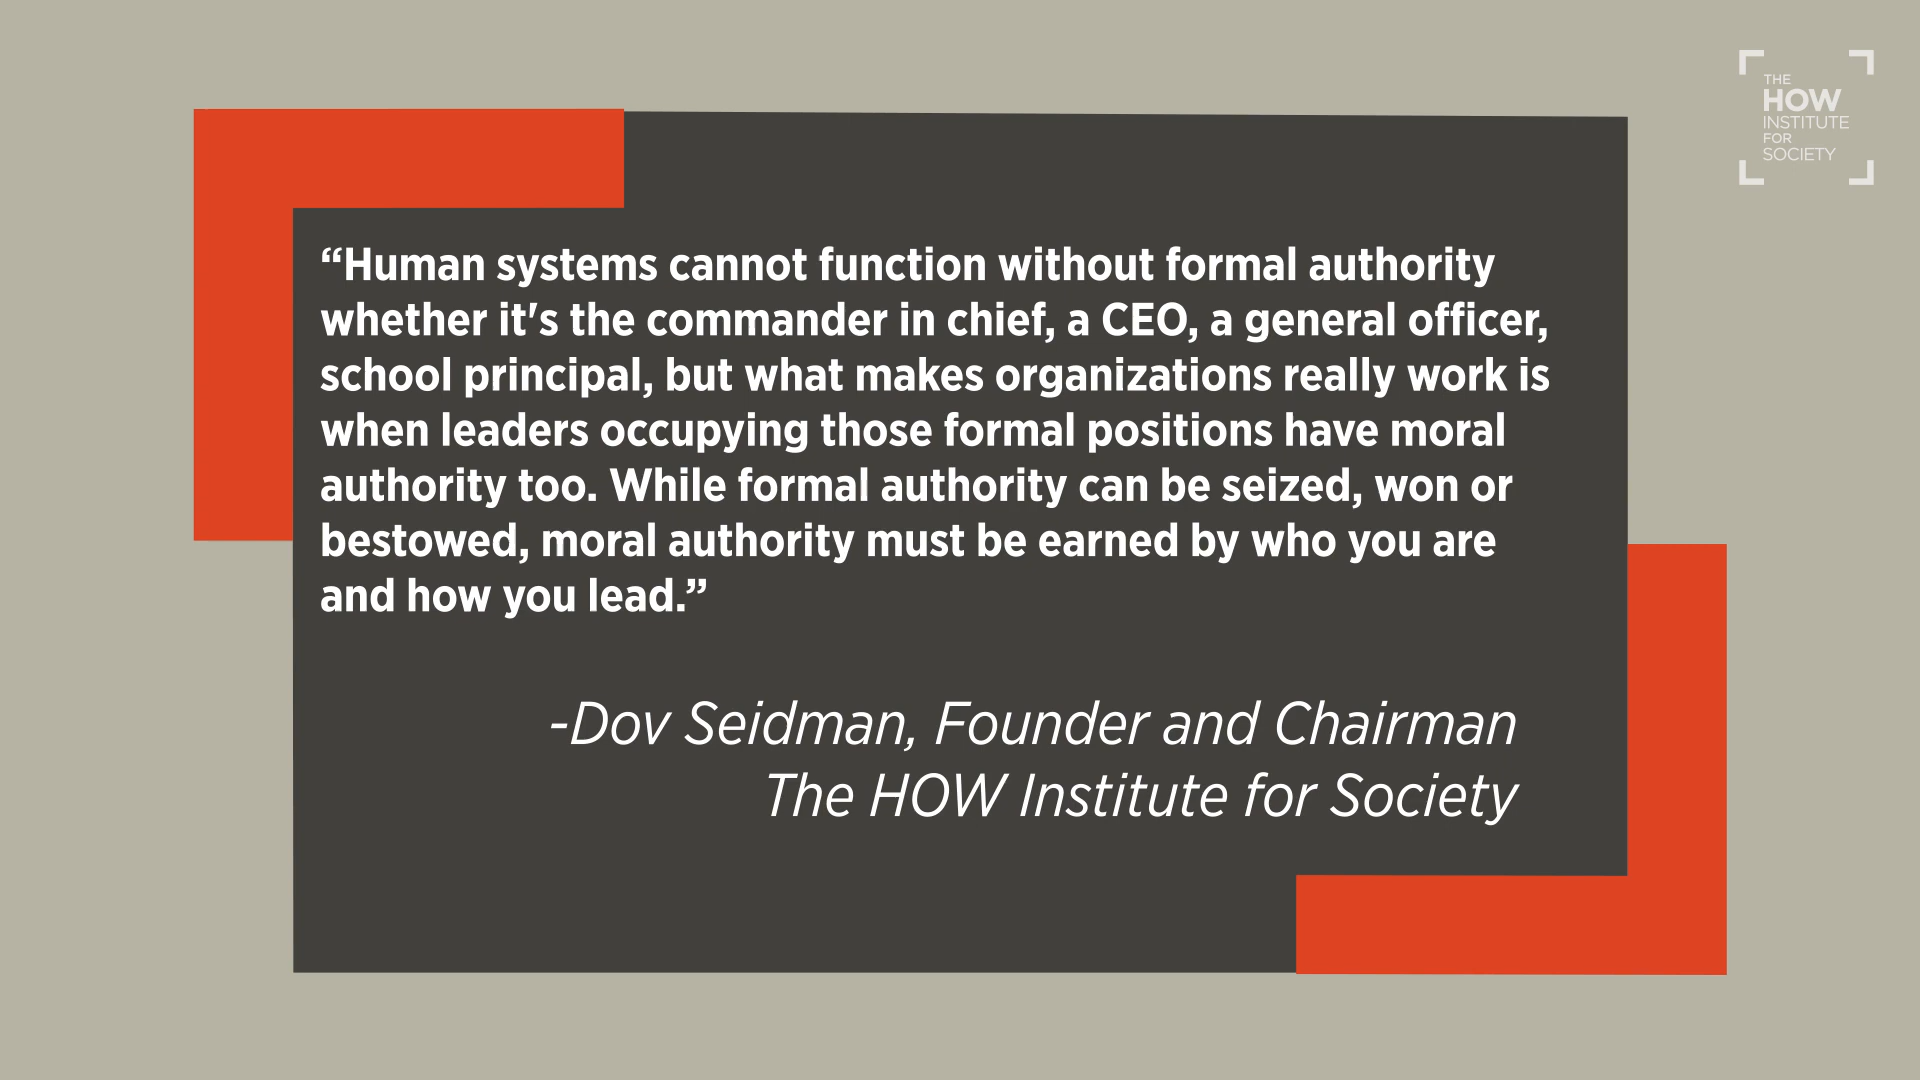 THE
HOW
INSTITUTE
FOR
SOCIETY
“Human systems cannot function without formal authority
whether it's the commander in chief, a CEO, a general officer,
school principal, but what makes organizations really work is
when leaders occupying those formal positions have moral
authority too. While formal authority can be seized, won or
bestowed, moral authority must be earned by who you are
and how you lead.”
-Dov Seidman, Founder and Chairman
The HOW Institute for Society